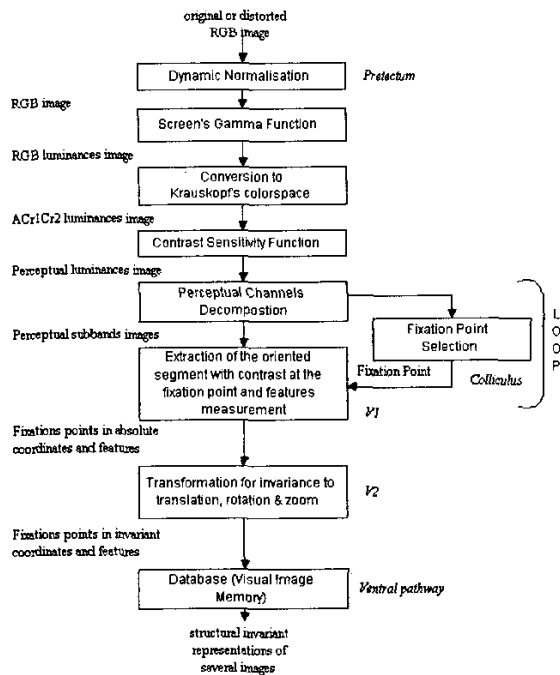 original or distorted
RGB image
Dynamic Normalisation
Pretectum
RGB image
Screen's Gamma Function
RGB luminances image
Conversion to
Krauskopf's colorspace
ACr1Cr2 luminances image
Contrast Sensitivity Function
Perceptual luminances image
Perceptual Channels
Decompostion
Perceptual subbands images
Fixation Point
Selection
L
O
O
P
Extraction of the oriented
segment with contrast at the
fixation point and features
measurement
Fixation Point
Colliculus
V1
Fixations points in absolute
coordinates and features
Transformation for invariance to
translation, rotation & zoom
V2
Fixations points in invariant
coordinates and features
Database (Visual Image
Memory)
Ventral pathway
structural invariant
representations of
several images